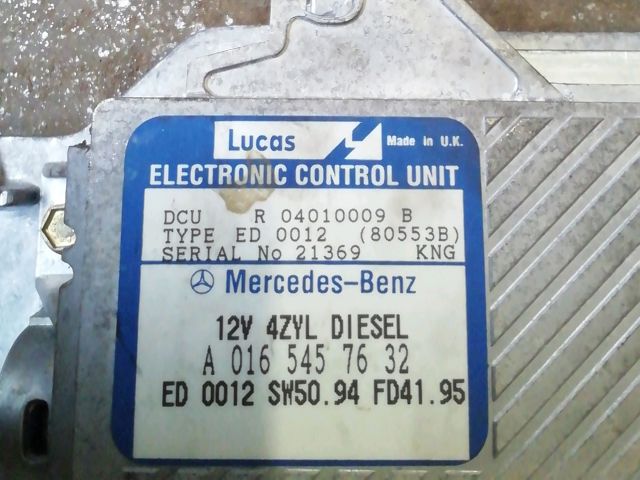 Lucas Made in U.K.
ELECTRONIC CONTROL UNIT
DCU R 04010009 B
TYPE ED 0012 (80553B)
SERIAL No 21369 KNG
Mercedes-Benz
12V 4ZYL DIESEL
A 016 545 76 32
ED 0012 SW50.94 FD41.95